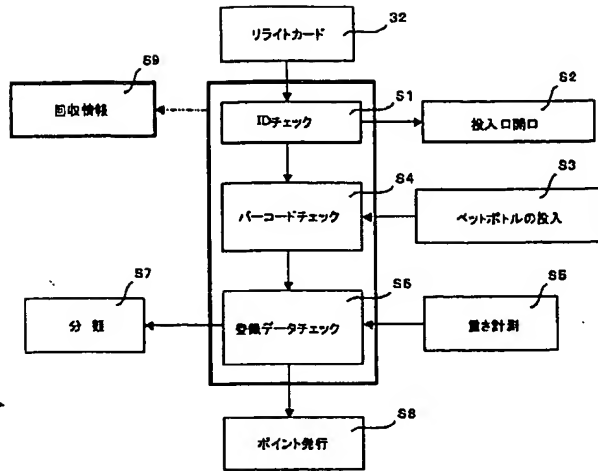 32
リライトカード
S9
回収情報
S1
IDチェック
S2
投入口開口
S4
バーコードチェック
S3
ペットボトルの投入
S7
分 類
S6
登録データチェック
S5
重さ計測
S8
ポイント発行